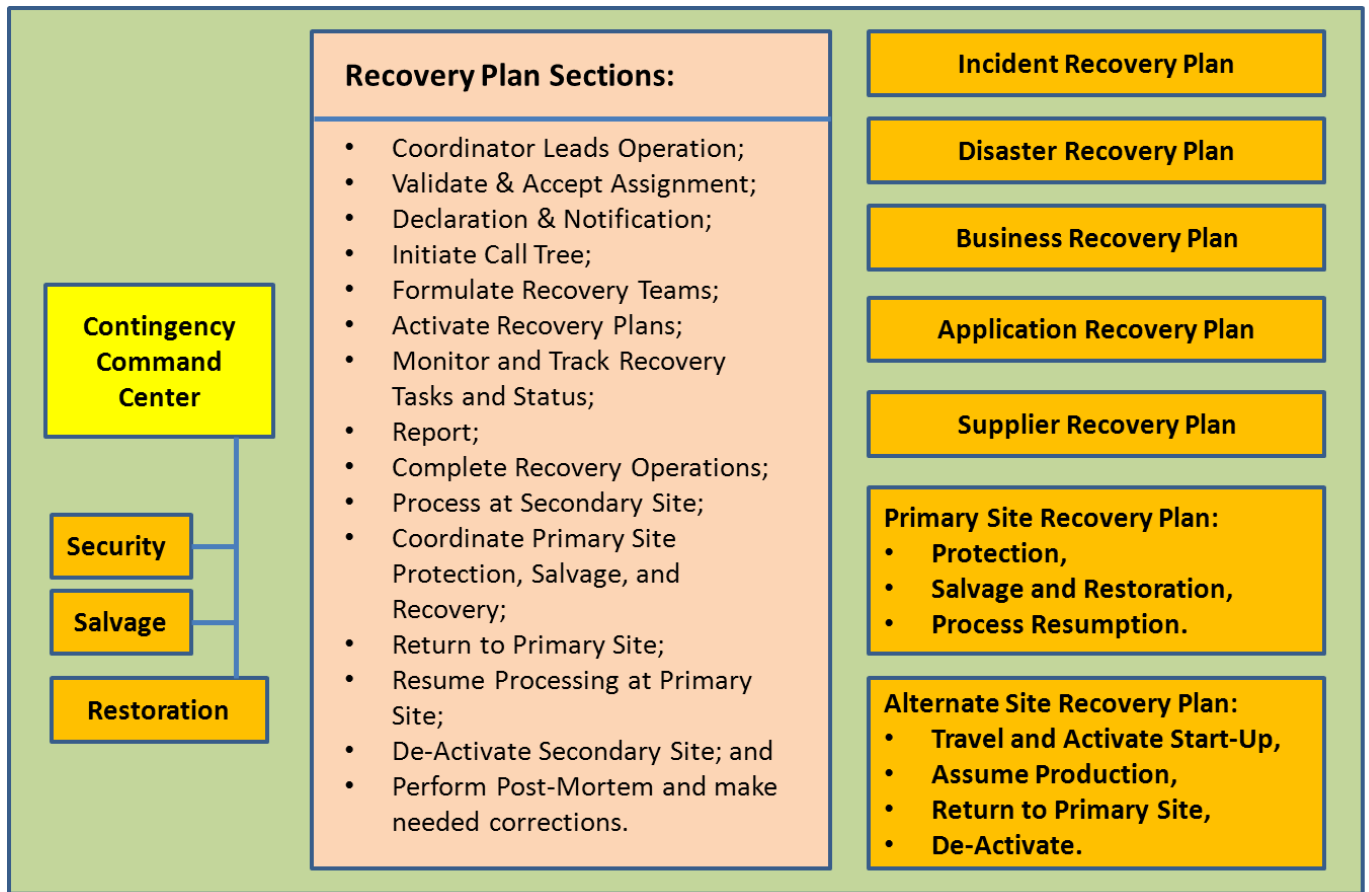 Contingency
Command
Center
Security
Salvage
Restoration
Recovery Plan Sections:
• Coordinator Leads Operation;
• Validate & Accept Assignment;
• Declaration & Notification;
• Initiate Call Tree;
• Formulate Recovery Teams;
• Activate Recovery Plans;
• Monitor and Track Recovery
Tasks and Status;
• Report;
• Complete Recovery Operations;
• Process at Secondary Site;
• Coordinate Primary Site
Protection, Salvage, and
Recovery;
• Return to Primary Site;
• Resume Processing at Primary
Site;
• De-Activate Secondary Site; and
• Perform Post-Mortem and make
needed corrections.
Incident Recovery Plan
Disaster Recovery Plan
Business Recovery Plan
Application Recovery Plan
Supplier Recovery Plan
Primary Site Recovery Plan:
• Protection,
• Salvage and Restoration,
• Process Resumption.
Alternate Site Recovery Plan:
• Travel and Activate Start-Up,
• Assume Production,
• Return to Primary Site,
• De-Activate.